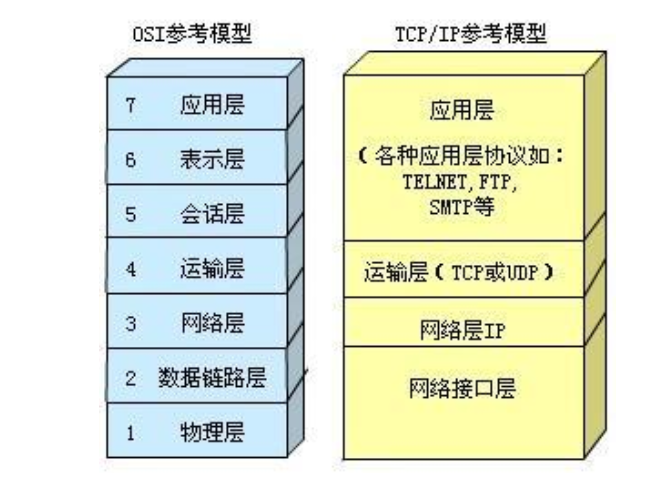 OSI参考模型
7 应用层
6 表示层
5 会话层
4 运输层
3 网络层
2 数据链路层
1 物理层
TCP/IP参考模型
应用层
(各种应用层协议如:
TELNET,FTP,
SMTP等
运输层(TCP或UDP)
网络层IP
网络接口层